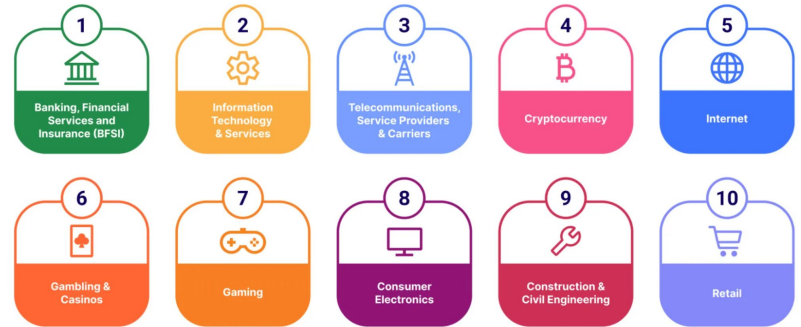 1
Banking, Financial
Services and
Insurance (BFSI)
2
Information
Technology
& Services
3
Telecommunications,
Service Providers
& Carriers
4
Cryptocurrency
5
Internet
6
Gambling &
Casinos
7
Gaming
8
Consumer
Electronics
9
Construction &
Civil Engineering
10
Retail